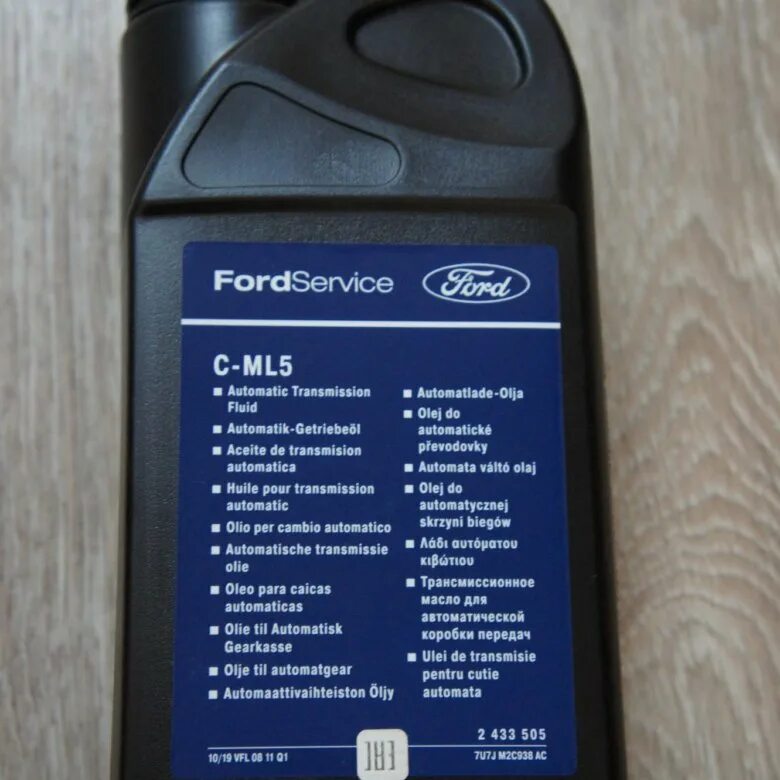 FordService
Ford
C-ML5
Automatic Transmission
Fluid
Automatik-Getriebeöl
Aceite de transmision
automatica
Huile pour transmission
automatic
Olio per cambio automatico
Automatische transmissie
olie
Oleo para caicas
automaticas
Olie til Automatisk
Gearkasse
Olje til automatgear
Automaattivaihteiston Öljy
Automatlade-Olja
Olej do
automatické
převodovky
Automata váltó olaj
Olej do
automatycznej
skrzyni biegów
Λάδι αυτόματου
κιβώτιου
Трансмиссионное
масло для
автоматической
коробки передач
Ulei de transmisie
pentru cutie
automata
2 433 505
10/19 VFL 08 11 Q1
7U7J M2C938 AC